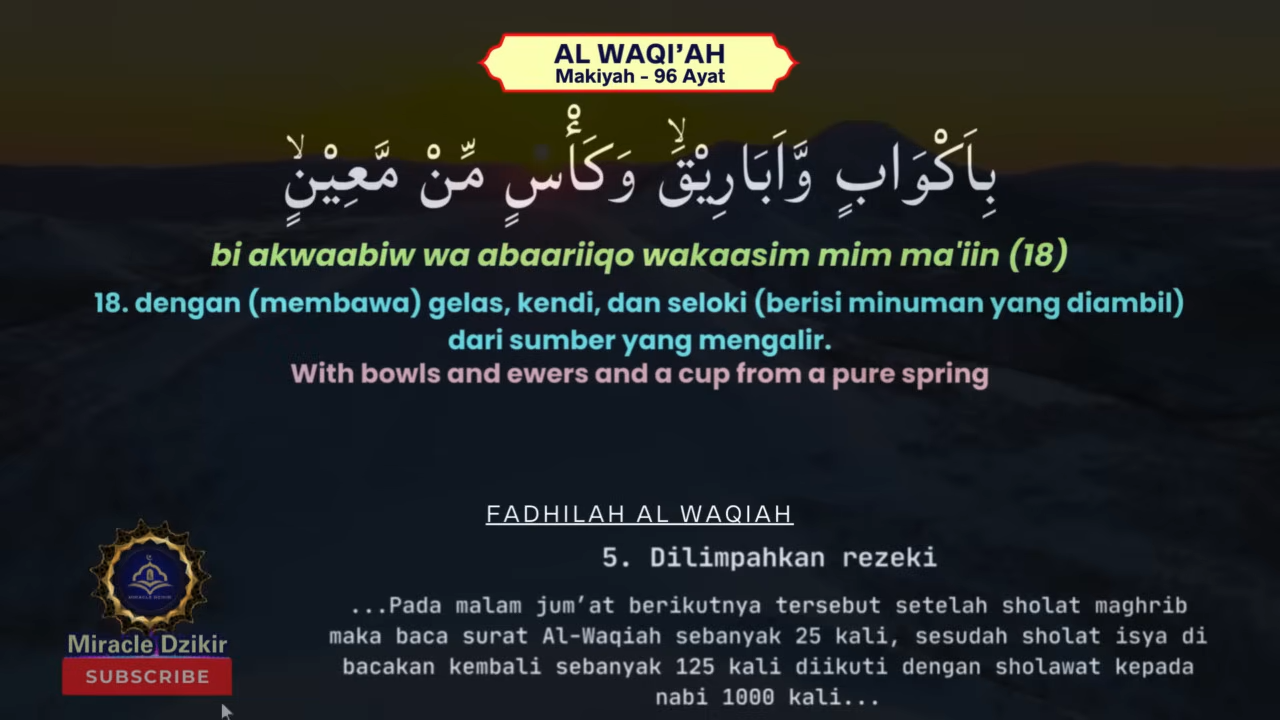 AL WAQI’AH
Makiyah - 96 Ayat
بِاَكْوَابٍ وَّاَبَارِيْقَۙ وَكَأْسٍ مِّنْ مَّعِيْنٍۙ
bi akwaabiw wa abaariiqo wakaasim mim ma'iin (18)
18. dengan (membawa) gelas, kendi, dan seloki (berisi minuman yang diambil)
dari sumber yang mengalir.
With bowls and ewers and a cup from a pure spring
FADHILAH AL WAQIAH
5. Dilimpahkan rezeki
...Pada malam jum’at berikutnya tersebut setelah sholat maghrib
maka baca surat Al-Waqiah sebanyak 25 kali, sesudah sholat isya di
bacakan kembali sebanyak 125 kali diikuti dengan sholawat kepada
nabi 1000 kali...
MIRACLE DZIKIR
Miracle Dzikir
SUBSCRIBE